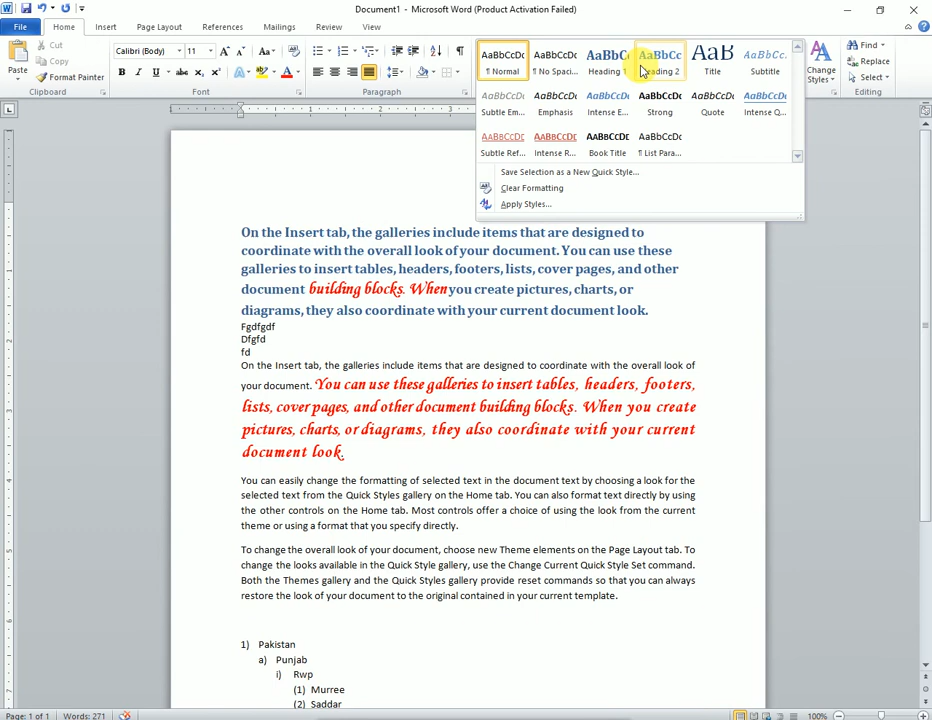 Document1 - Microsoft Word (Product Activation Failed)
File Home Insert Page Layout References Mailings Review View
Paste
Cut
Copy
Format Painter
Clipboard
Calibri (Body) 11
Font
Paragraph
AaBbCcDc AaBbCcDc AaBbC AaBbCc AaB AaBbCc.
¶ Normal ¶ No Spaci... Heading 1 eading 2 Title Subtitle
AaBbCcDc AaBbCcDc AaBbCcDc AaBbCcDc AaBbCcDc AaBbCcDc
Subtle Em... Emphasis Intense E... Strong Quote Intense Q...
AABBCCDD AABBCCDD AABBCCDD AaBbCcDc
Subtle Ref... Intense R... Book Title ¶ List Para...
Save Selection as a New Quick Style...
Clear Formatting
Apply Styles...
Change
Styles
Find
Replace
Select
Editing
On the Insert tab, the galleries include items that are designed to
coordinate with the overall look of your document. You can use these
galleries to insert tables, headers, footers, lists, cover pages, and other
document building blocks. When you create pictures, charts, or
diagrams, they also coordinate with your current document look.
Fgdfgdf
Dfgfd
fd
On the Insert tab, the galleries include items that are designed to coordinate with the overall look of
your document. You can use these galleries to insert tables, headers, footers,
lists, cover pages, and other document building blocks. When you create
pictures, charts, or diagrams, they also coordinate with your current
document look.
You can easily change the formatting of selected text in the document text by choosing a look for the
selected text from the Quick Styles gallery on the Home tab. You can also format text directly by using
the other controls on the Home tab. Most controls offer a choice of using the look from the current
theme or using a format that you specify directly.
To change the overall look of your document, choose new Theme elements on the Page Layout tab. To
change the looks available in the Quick Style gallery, use the Change Current Quick Style Set command.
Both the Themes gallery and the Quick Styles gallery provide reset commands so that you can always
restore the look of your document to the original contained in your current template.
1) Pakistan
a) Punjab
i) Rwp
(1) Murree
(2) Saddar
Page: 1 of 1 Words: 271 100%